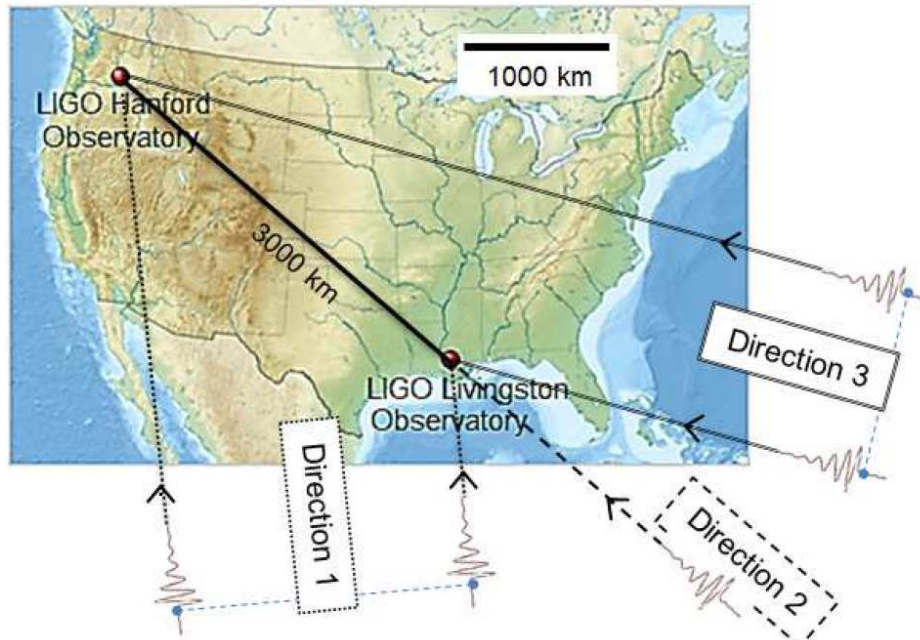 1000 km
LIGO Hanford
Observatory
3000 km
Direction 3
LIGO Livingston
Observatory
Direction 1
Direction 2